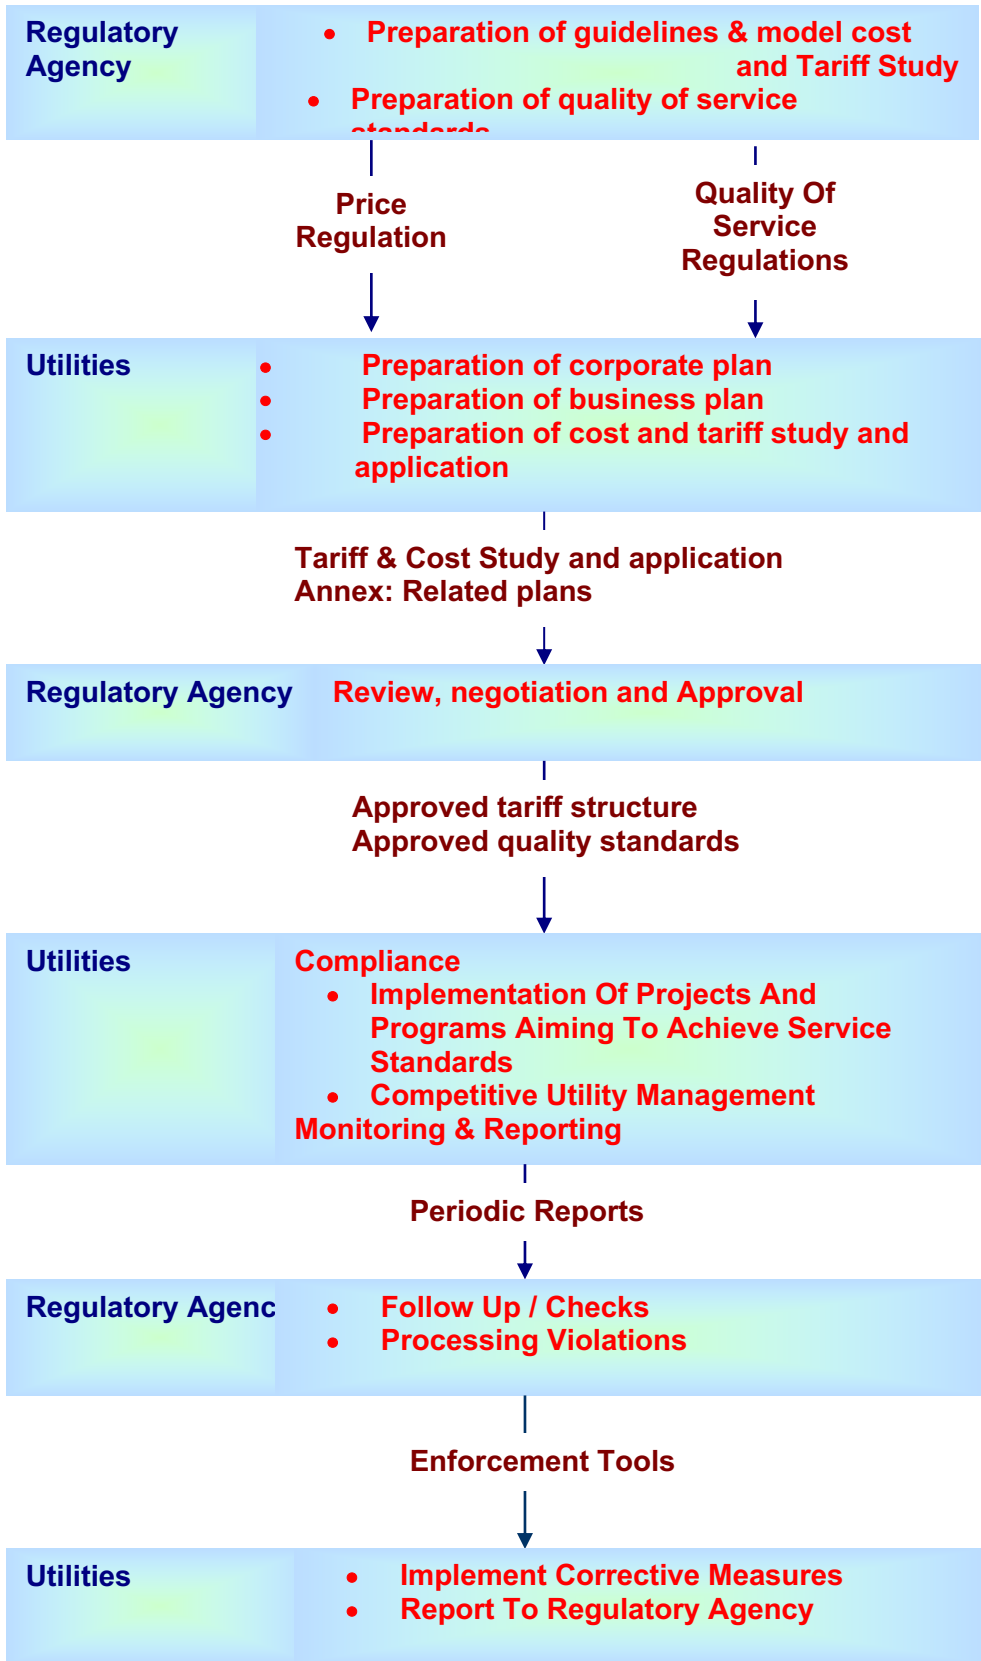 Regulatory
Agency
• Preparation of guidelines & model cost
and Tariff Study
• Preparation of quality of service
standards
Price
Regulation
Quality Of
Service
Regulations
Utilities
• Preparation of corporate plan
• Preparation of business plan
• Preparation of cost and tariff study and
application
Tariff & Cost Study and application
Annex: Related plans
Regulatory Agency
Review, negotiation and Approval
Approved tariff structure
Approved quality standards
Utilities
Compliance
• Implementation Of Projects And
Programs Aiming To Achieve Service
Standards
• Competitive Utility Management
Monitoring & Reporting
Periodic Reports
Regulatory Agenc
• Follow Up / Checks
• Processing Violations
Enforcement Tools
Utilities
• Implement Corrective Measures
• Report To Regulatory Agency